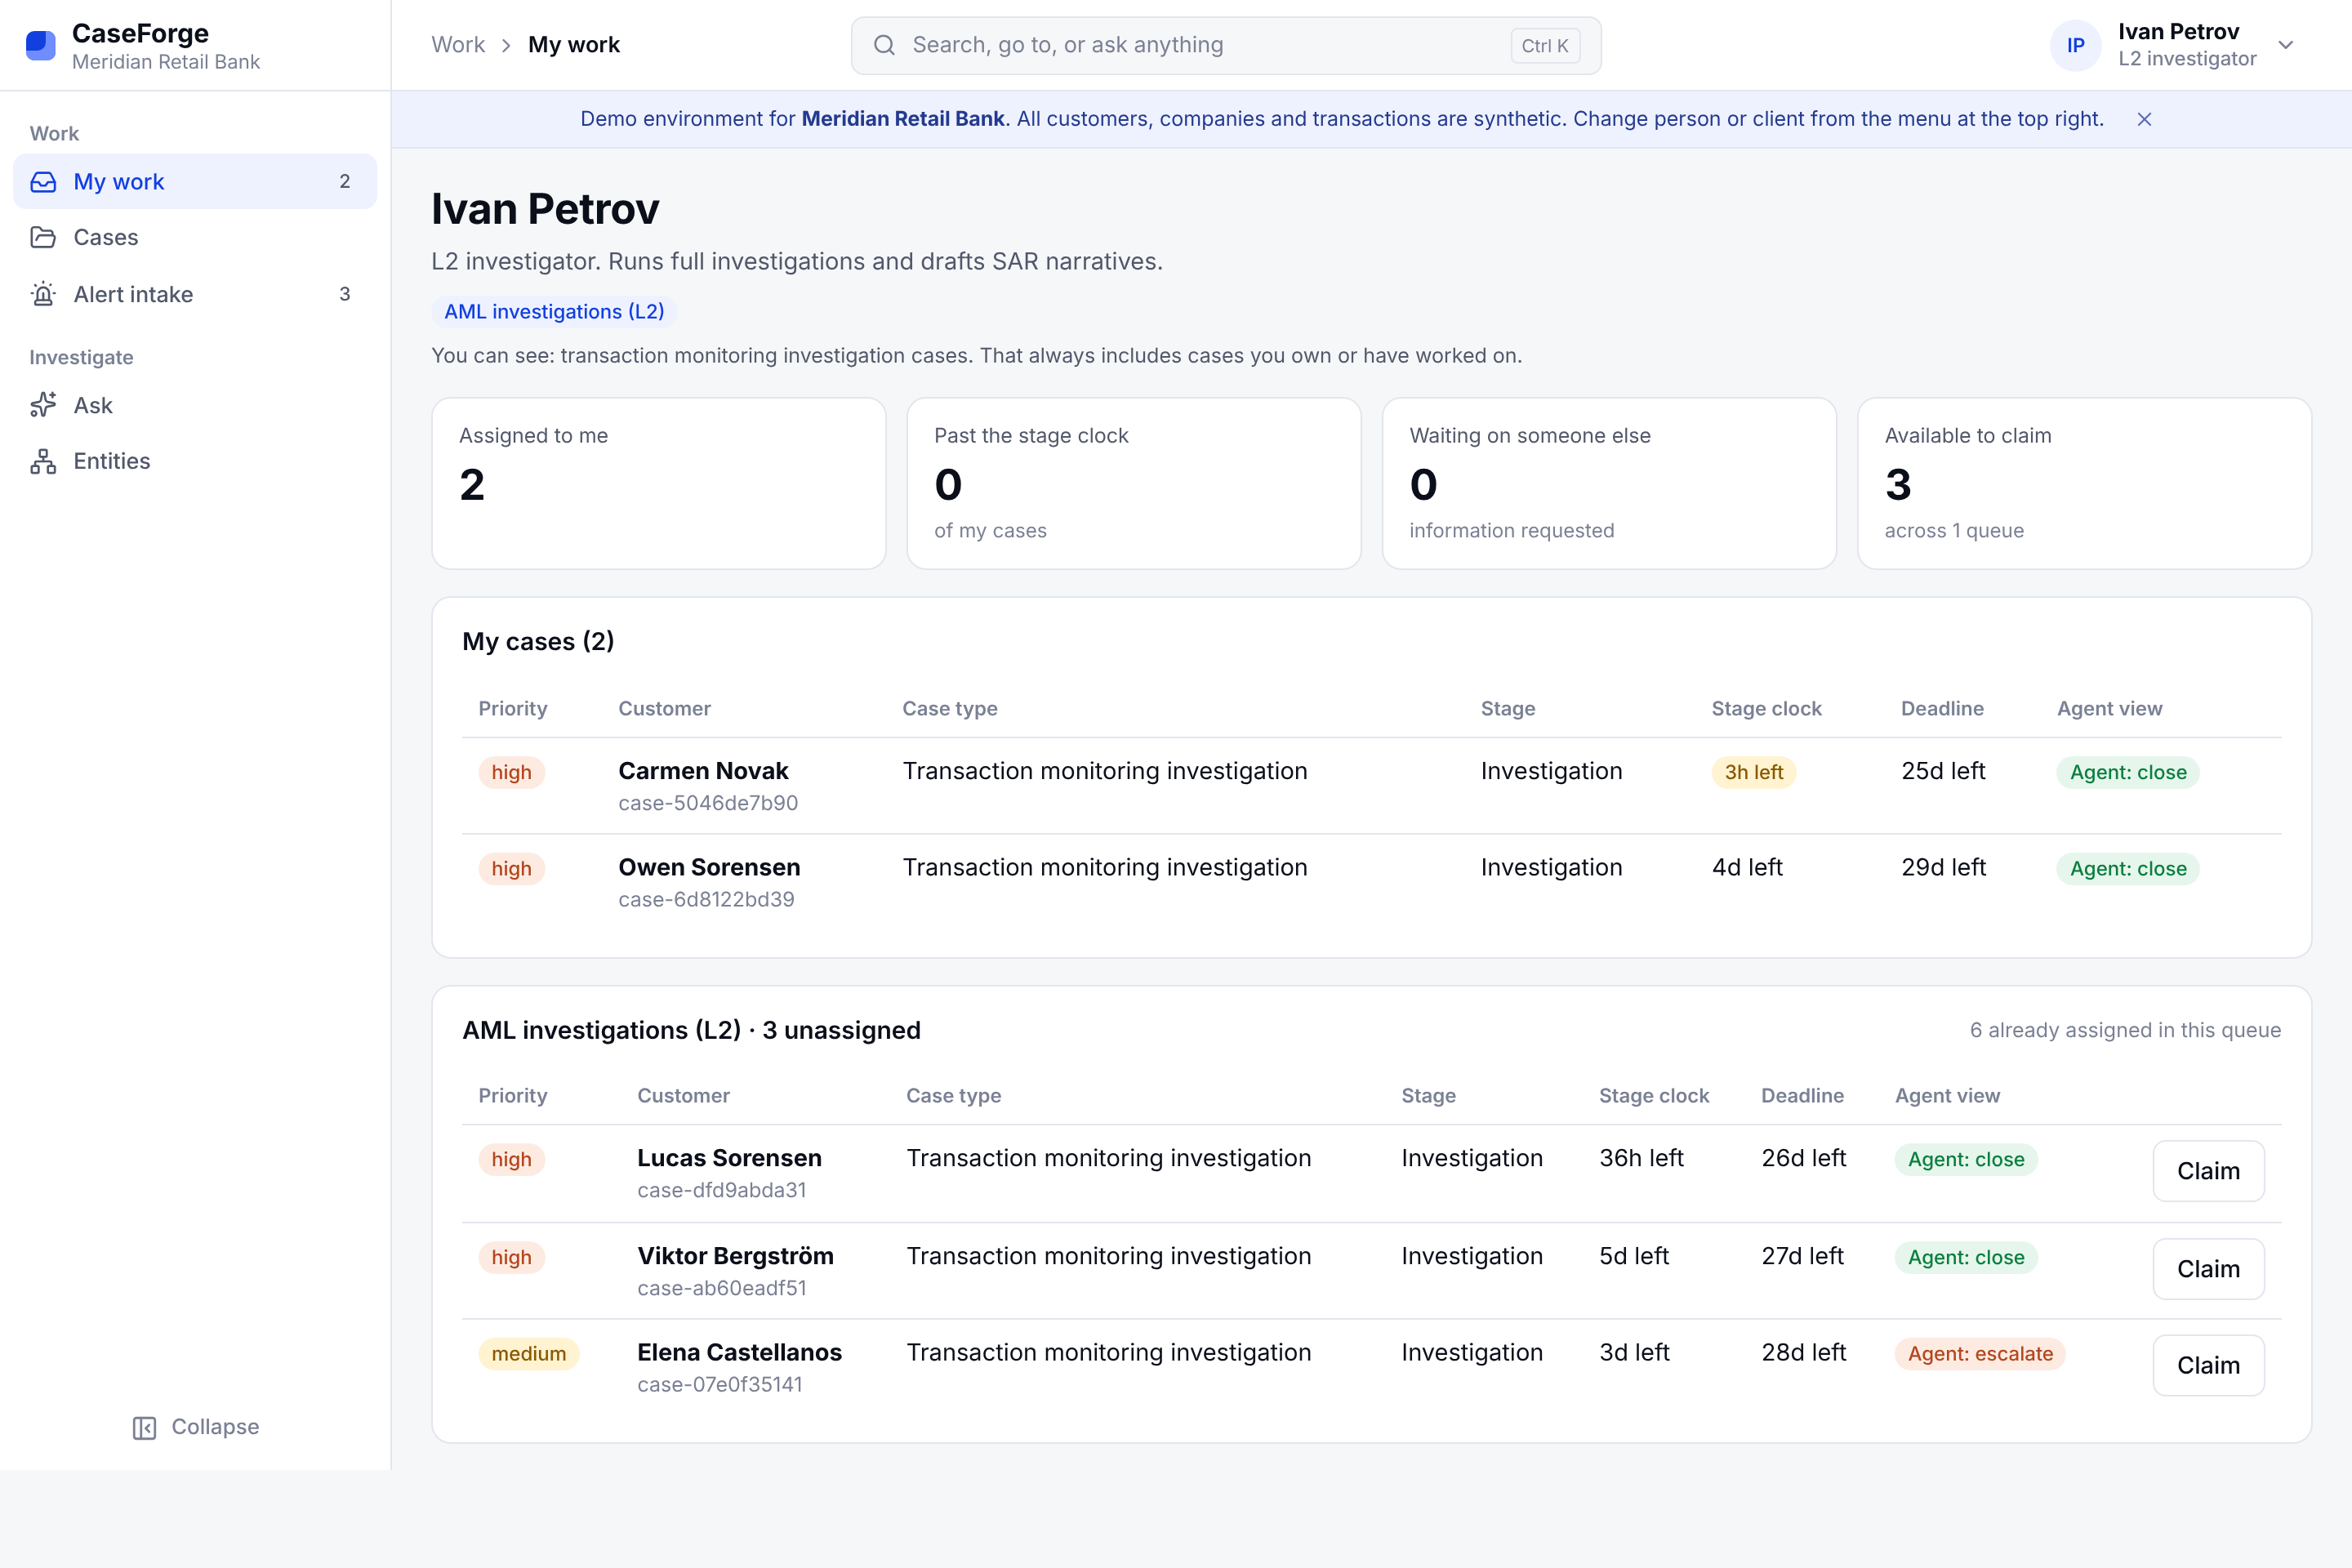 CaseForge
Meridian Retail Bank
Work
My work 2
Cases
Alert intake 3
Investigate
Ask
Entities
Collapse
Work > My work
Search, go to, or ask anything
Ctrl K
IP
Ivan Petrov
L2 investigator
Demo environment for Meridian Retail Bank. All customers, companies and transactions are synthetic. Change person or client from the menu at the top right.
Ivan Petrov
L2 investigator. Runs full investigations and drafts SAR narratives.
AML investigations (L2)
You can see: transaction monitoring investigation cases. That always includes cases you own or have worked on.
Assigned to me
2
Past the stage clock
0
of my cases
Waiting on someone else
0
information requested
Available to claim
3
across 1 queue
My cases (2)
Priority Customer Case type Stage Stage clock Deadline Agent view
high Carmen Novak Transaction monitoring investigation Investigation 3h left 25d left Agent: close
case-5046de7b90
high Owen Sorensen Transaction monitoring investigation Investigation 4d left 29d left Agent: close
case-6d8122bd39
AML investigations (L2) · 3 unassigned
6 already assigned in this queue
Priority Customer Case type Stage Stage clock Deadline Agent view
high Lucas Sorensen Transaction monitoring investigation Investigation 36h left 26d left Agent: close Claim
case-dfd9abda31
high Viktor Bergström Transaction monitoring investigation Investigation 5d left 27d left Agent: close Claim
case-ab60eadf51
medium Elena Castellanos Transaction monitoring investigation Investigation 3d left 28d left Agent: escalate Claim
case-07e0f35141